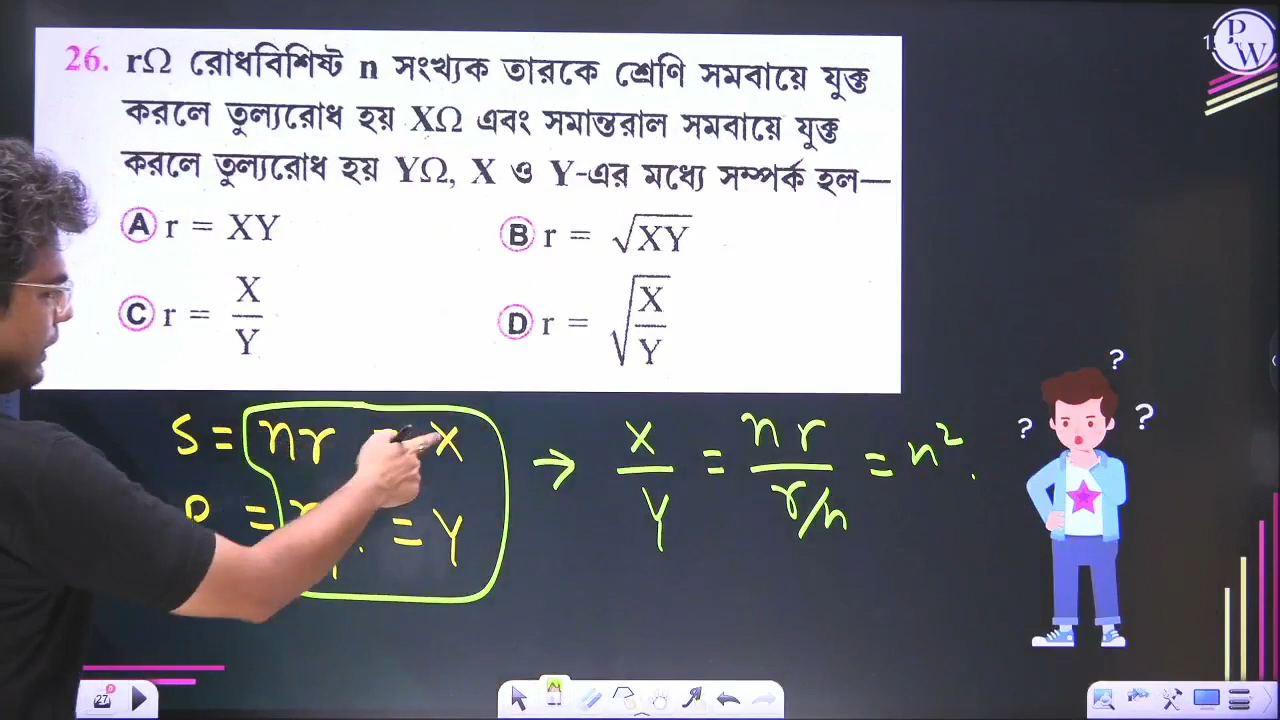 26. rΩ রোধবিশিষ্ট n সংখ্যক তারকে শ্রেণি সমবায়ে যুক্ত
করলে তুল্যরোধ হয় XΩ এবং সমান্তরাল সমবায়ে যুক্ত
করলে তুল্যরোধ হয় YΩ, X ও Y-এর মধ্যে সম্পর্ক হল—
A r = XY B r = √XY
C r = X/Y D r = √X/Y
S = nr = X → X/Y = nr/r/n = n².
P = = Y
? ? ?
PW
27